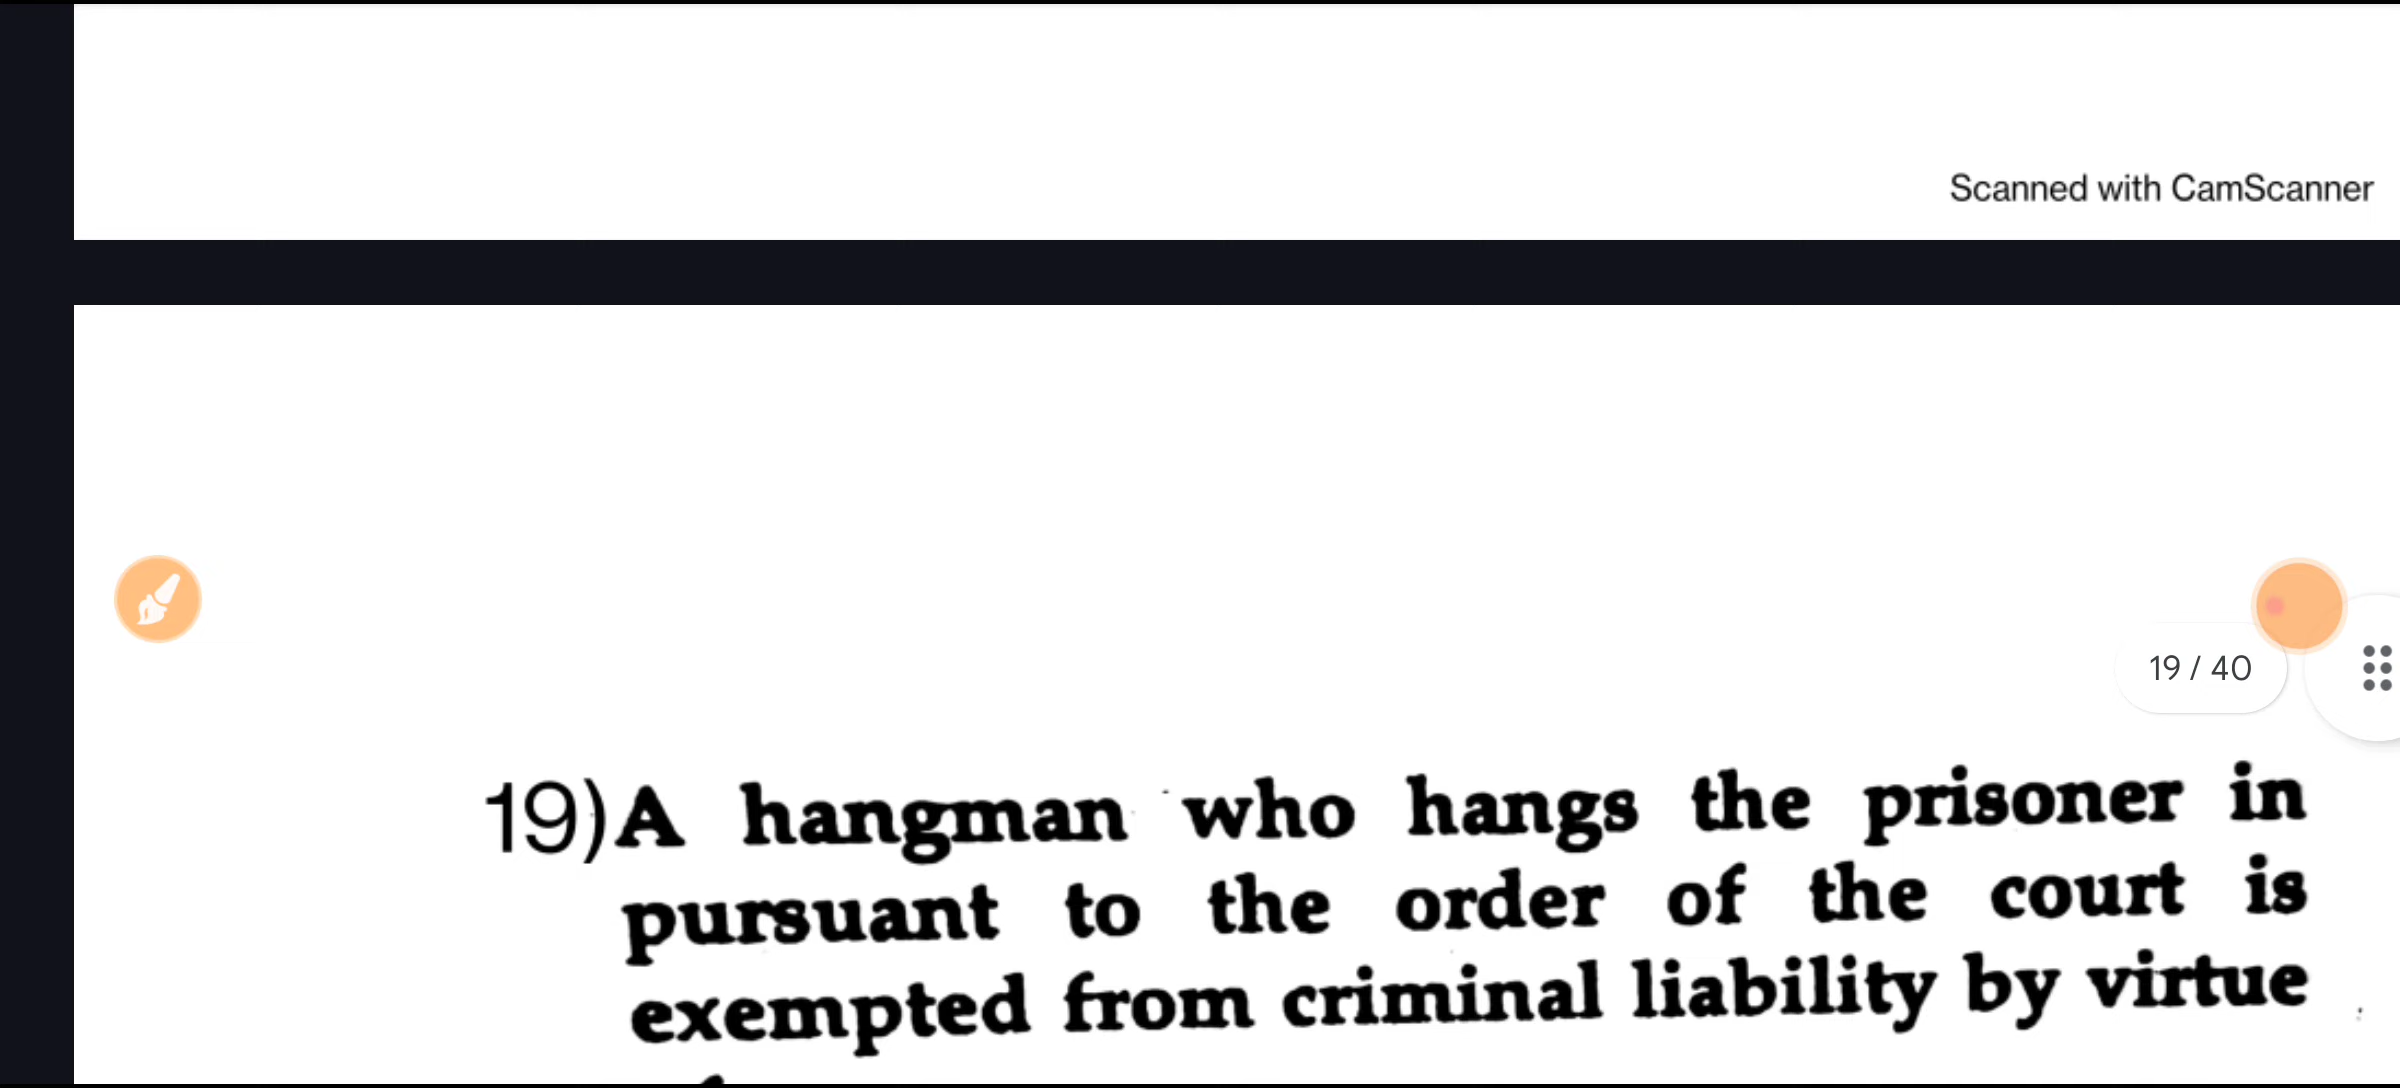 Scanned with CamScanner
19 / 40
19) A hangman who hangs the prisoner in
pursuant to the order of the court is
exempted from criminal liability by virtue